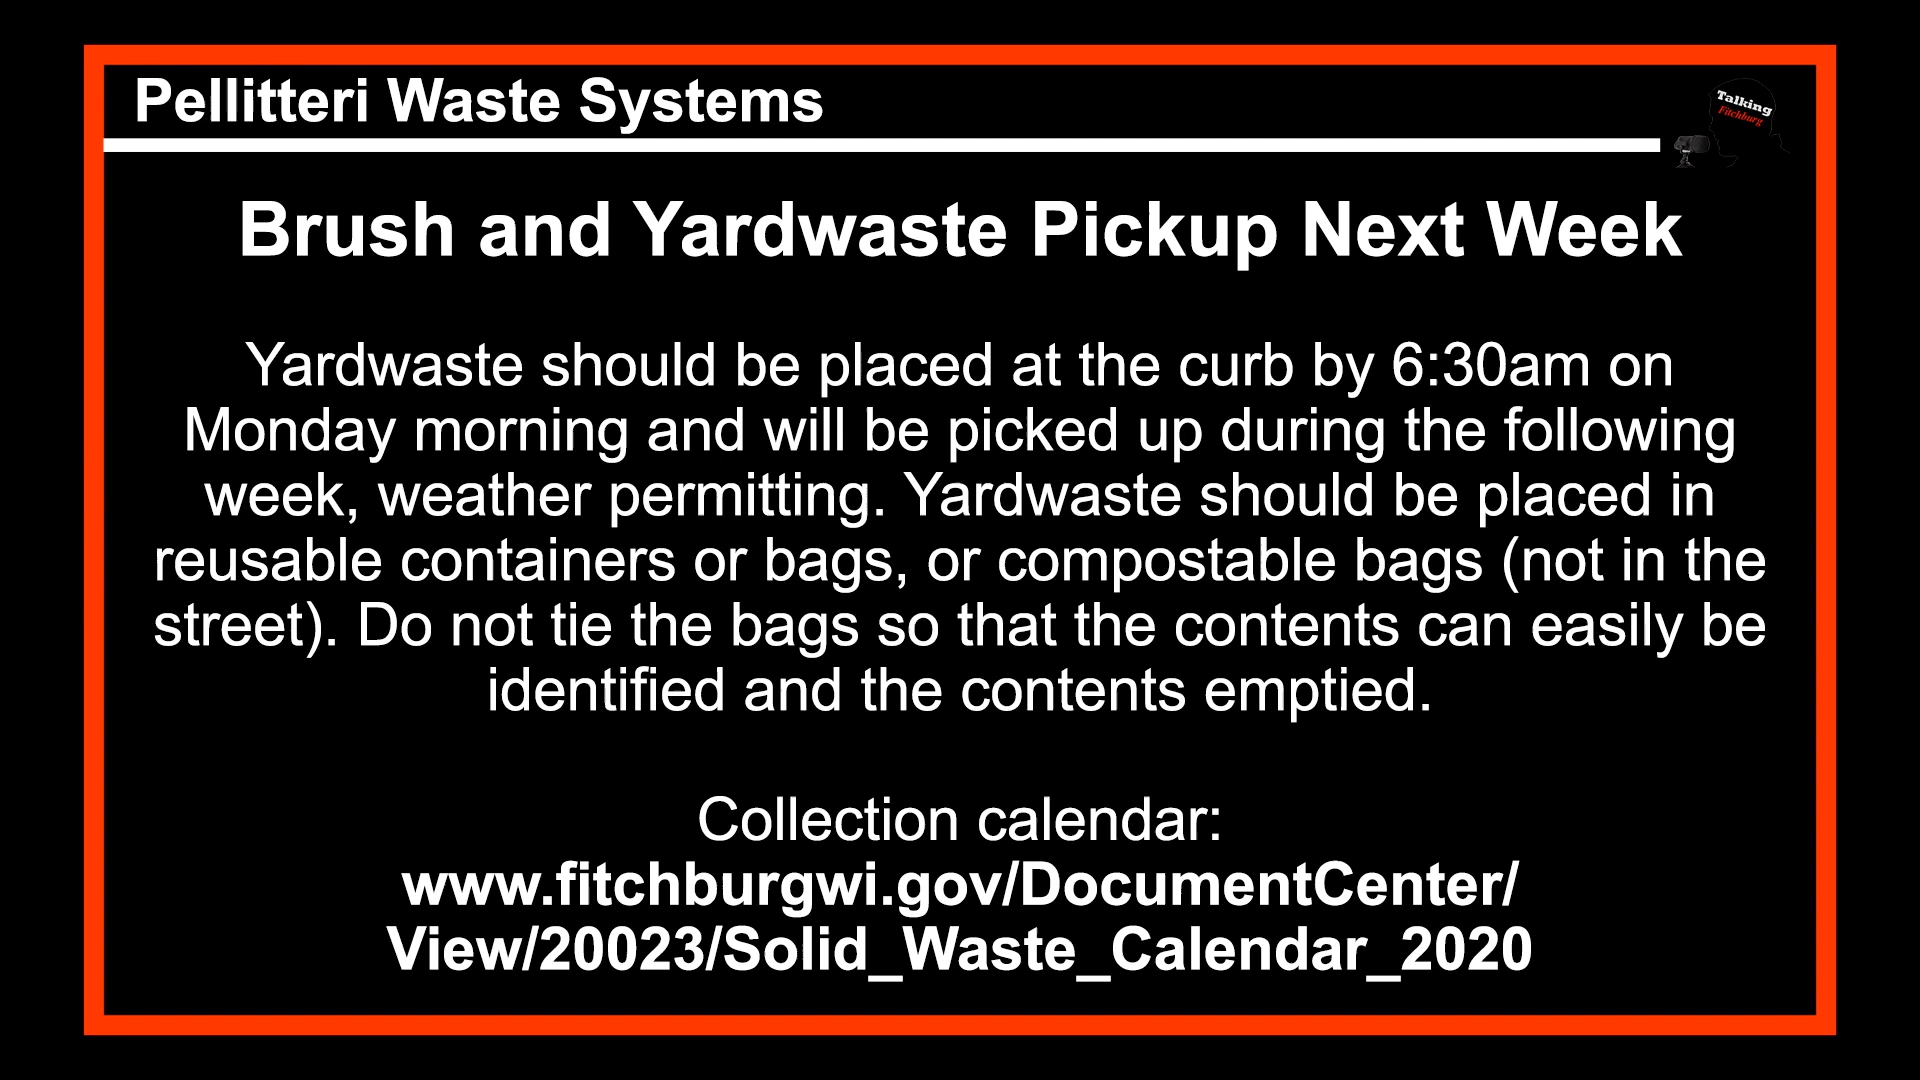 Pellitteri Waste Systems
Talking
Fitchburg
Brush and Yardwaste Pickup Next Week
Yardwaste should be placed at the curb by 6:30am on
Monday morning and will be picked up during the following
week, weather permitting. Yardwaste should be placed in
reusable containers or bags, or compostable bags (not in the
street). Do not tie the bags so that the contents can easily be
identified and the contents emptied.
Collection calendar:
www.fitchburgwi.gov/DocumentCenter/
View/20023/Solid_Waste_Calendar_2020